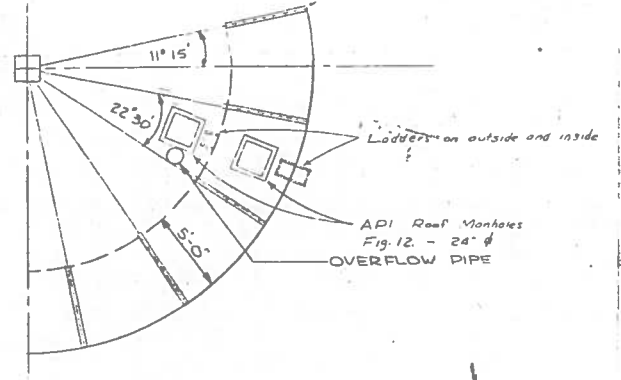 11° 15'
22° 30'
Ladders on outside and inside
API Roof Manholes
Fig. 12. - 24" ϕ
5'-0"
OVERFLOW PIPE